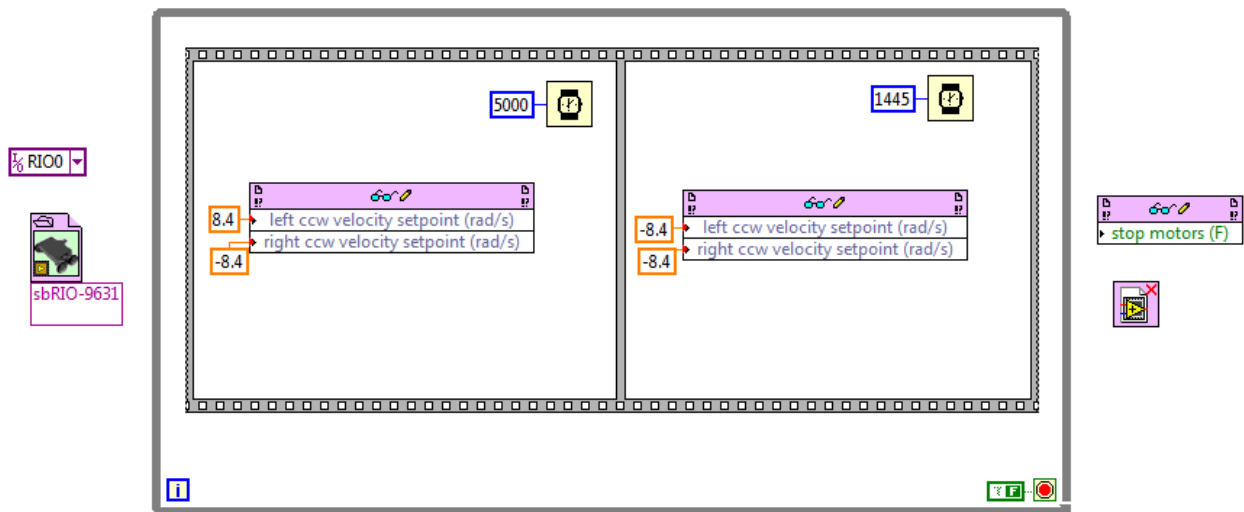 5000
1445
RIO0
8.4
left ccw velocity setpoint (rad/s)
right ccw velocity setpoint (rad/s)
-8.4
-8.4
left ccw velocity setpoint (rad/s)
right ccw velocity setpoint (rad/s)
-8.4
stop motors (F)
sbRIO-9631
i
F